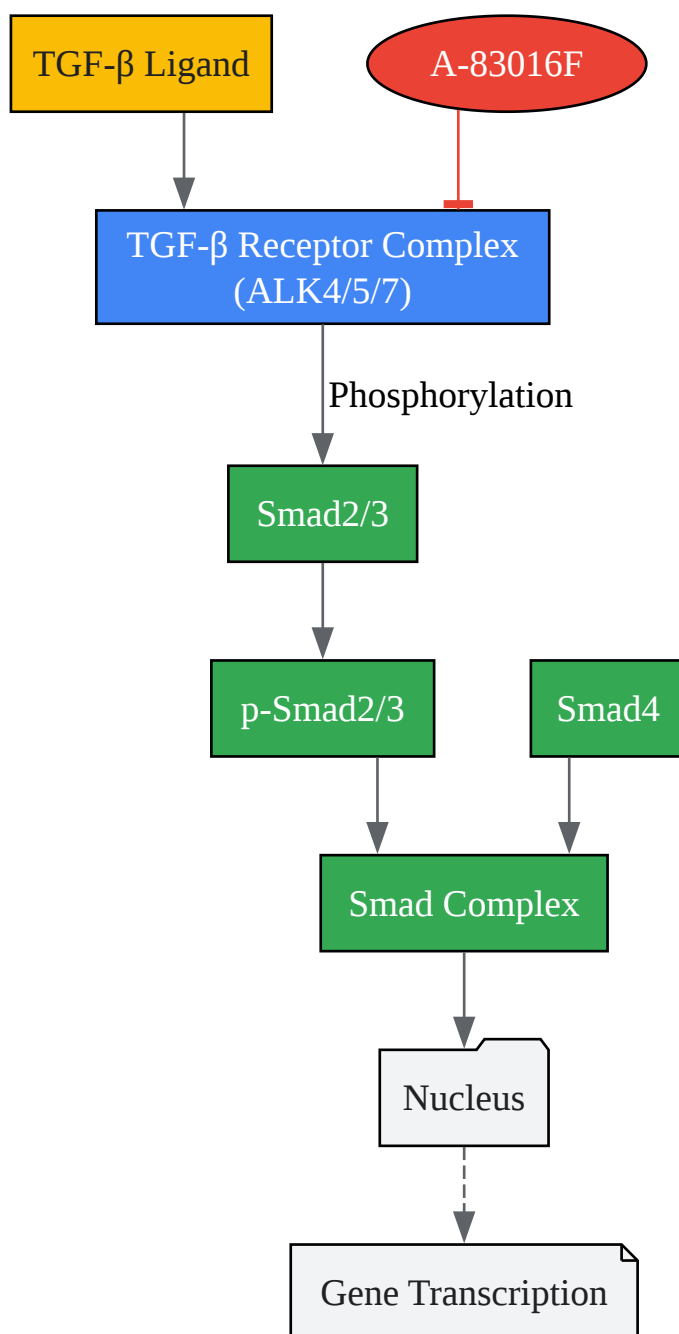 TGF-β Ligand
A-83016F
TGF-β Receptor Complex
(ALK4/5/7)
Phosphorylation
Smad2/3
p-Smad2/3
Smad4
Smad Complex
Nucleus
Gene Transcription